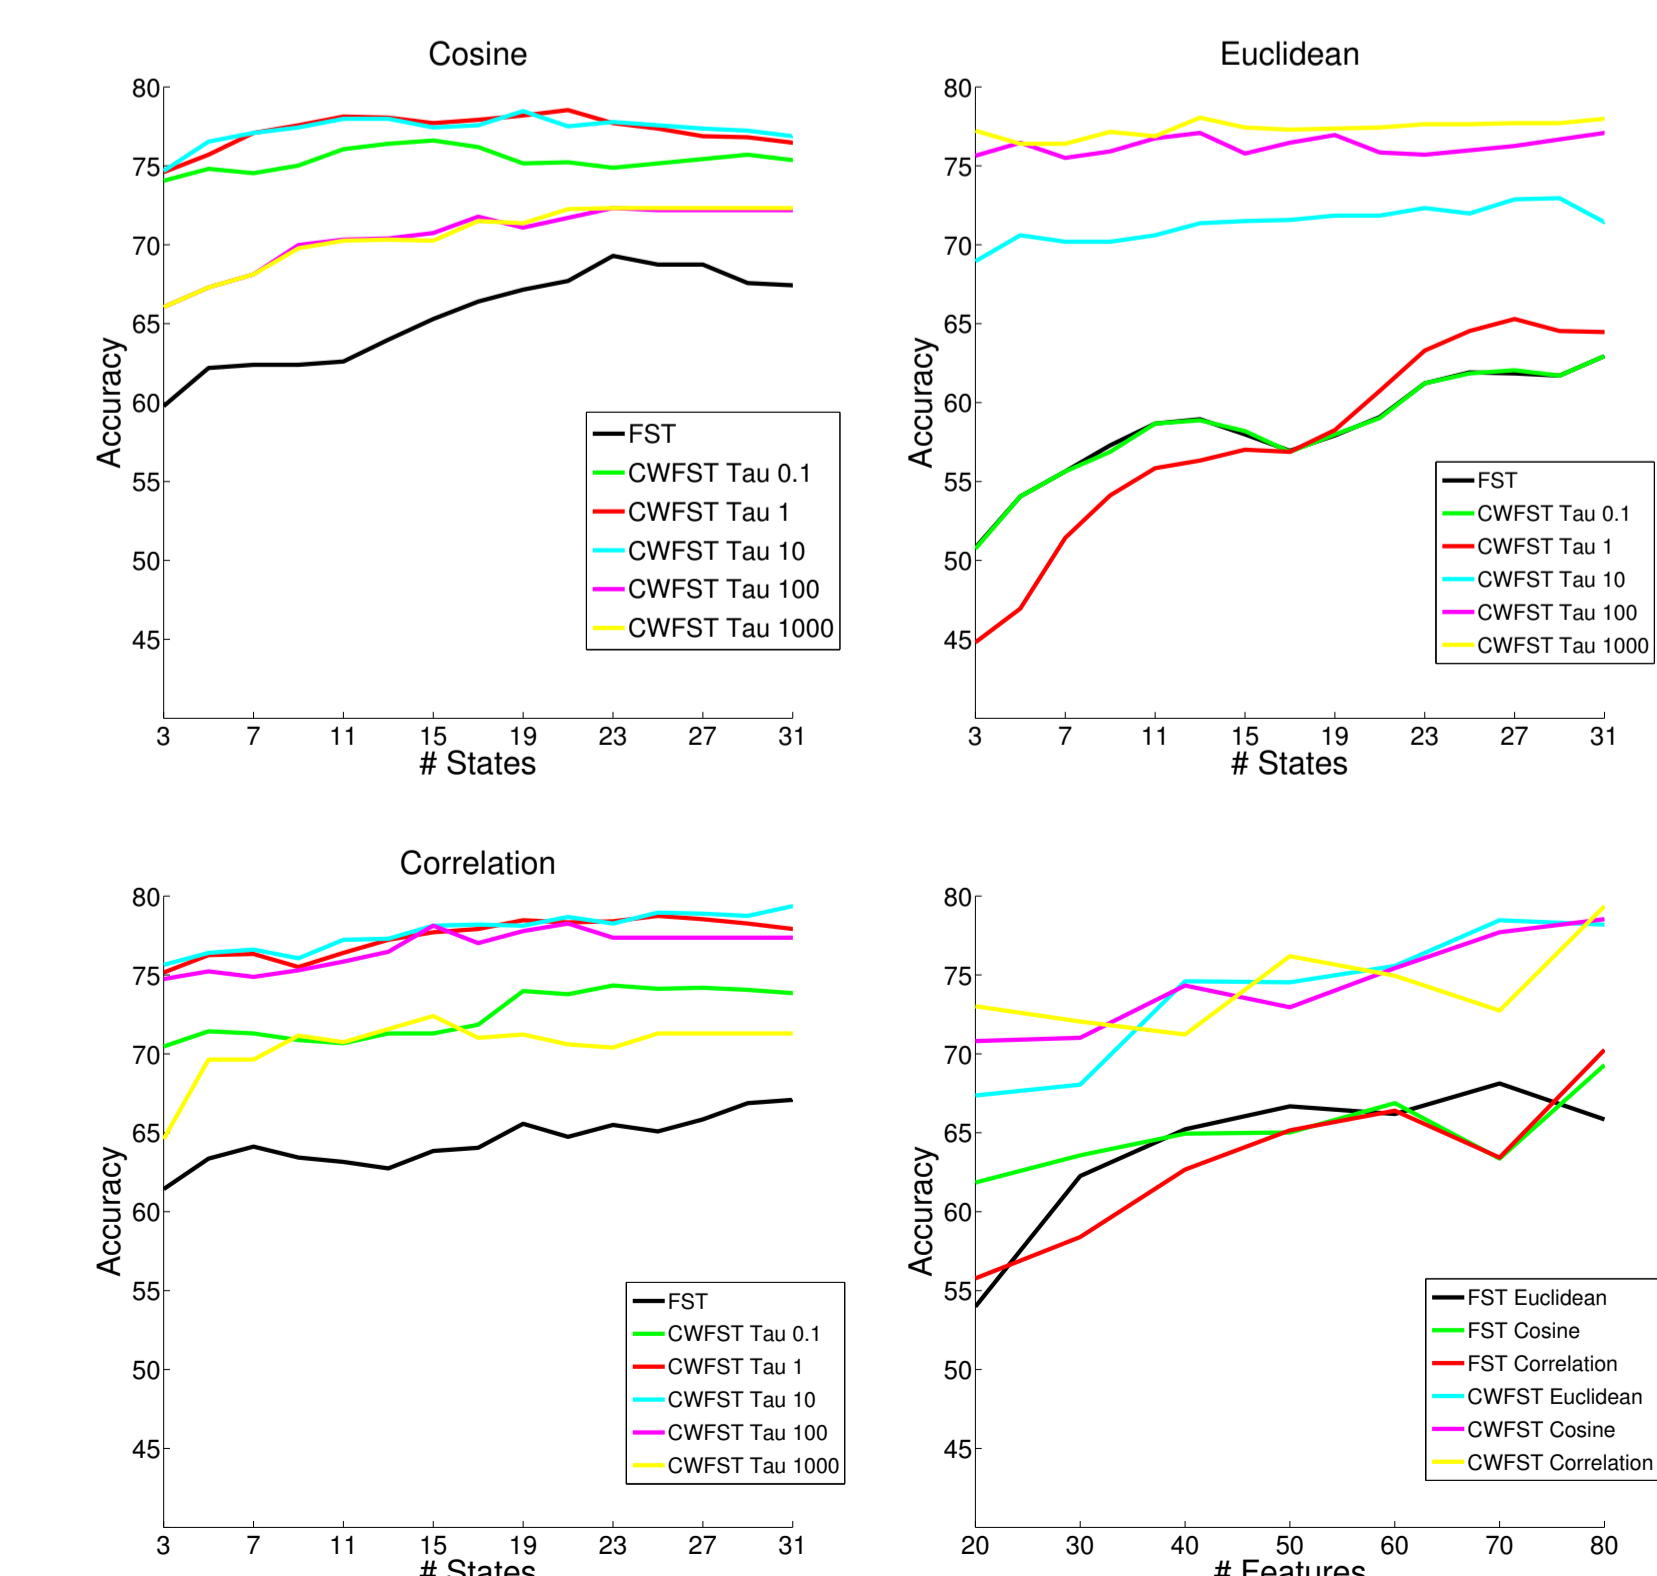 Cosine
80
75
70
65
60
55
50
45
Accuracy
3 7 11 15 19 23 27 31
# States
FST
CWFST Tau 0.1
CWFST Tau 1
CWFST Tau 10
CWFST Tau 100
CWFST Tau 1000
Euclidean
80
75
70
65
60
55
50
45
Accuracy
3 7 11 15 19 23 27 31
# States
FST
CWFST Tau 0.1
CWFST Tau 1
CWFST Tau 10
CWFST Tau 100
CWFST Tau 1000
Correlation
80
75
70
65
60
55
50
45
Accuracy
3 7 11 15 19 23 27 31
# States
FST
CWFST Tau 0.1
CWFST Tau 1
CWFST Tau 10
CWFST Tau 100
CWFST Tau 1000
80
75
70
65
60
55
50
45
Accuracy
20 30 40 50 60 70 80
# Features
FST Euclidean
FST Cosine
FST Correlation
CWFST Euclidean
CWFST Cosine
CWFST Correlation